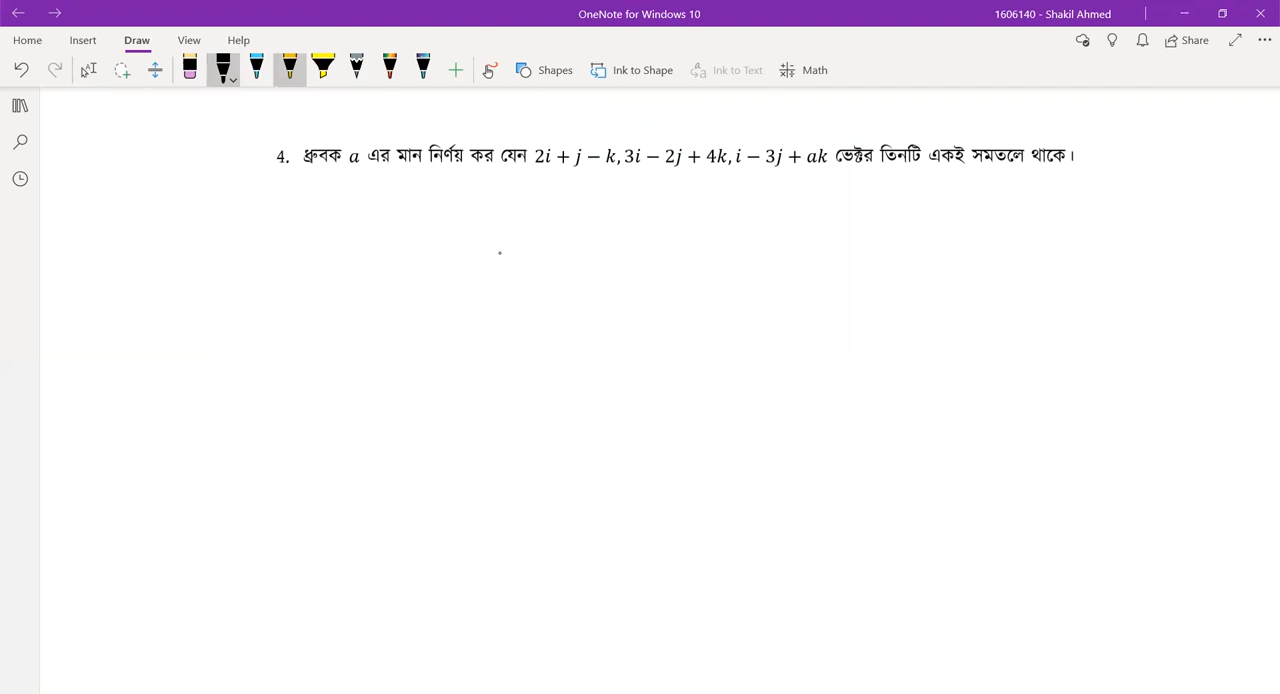 OneNote for Windows 10
1606140 - Shakil Ahmed
Home Insert Draw View Help
Share
Shapes Ink to Shape Ink to Text Math
4. ধ্রুবক a এর মান নির্ণয় কর যেন 2i + j − k, 3i − 2j + 4k, i − 3j + ak ভেক্টর তিনটি একই সমতলে থাকে।